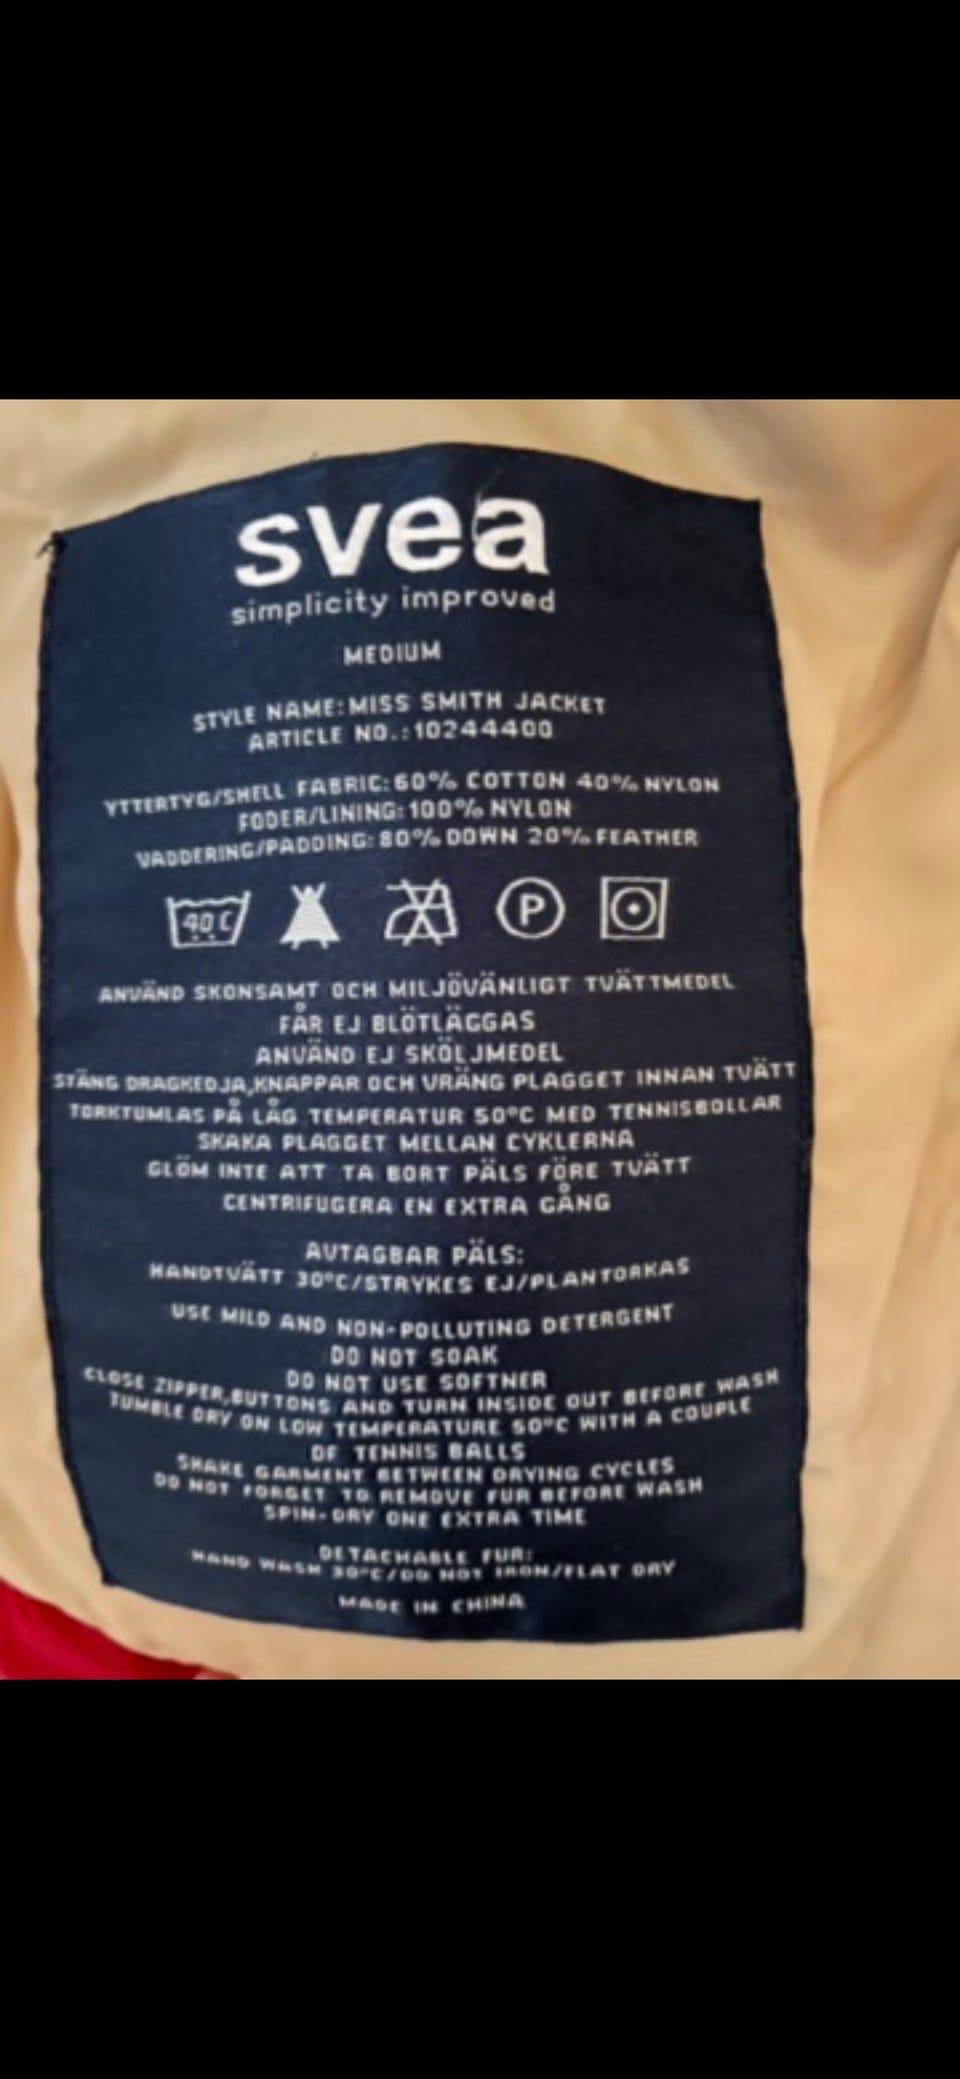 svea
simplicity improved
MEDIUM
STYLE NAME:MISS SMITH JACKET
ARTICLE NO.:10244400
YTTERTYG/SHELL FABRIC:60% COTTON 40% NYLON
FODER/LINING:100% NYLON
VADDERING/PADDING:80% DOWN 20% FEATHER
40 C P
ANVÄND SKONSAMT OCH MILJÖVÄNLIGT TVÄTTMEDEL
FÅR EJ BLÖTLÄGGAS
ANVÄND EJ SKÖLJMEDEL
STÄNG DRAGKEDJA,KNAPPAR OCH VRÄNG PLAGGET INNAN TVÄTT
TORKTUMLAS PÅ LÅG TEMPERATUR 50°C MED TENNISBOLLAR
SKAKA PLAGGET MELLAN CYKLERNA
GLÖM INTE ATT TA BORT PÄLS FÖRE TVÄTT
CENTRIFUGERA EN EXTRA GÅNG
AVTAGBAR PÄLS:
HANDTVÄTT 30°C/STRYKES EJ/PLANTORKAS
USE MILD AND NON-POLLUTING DETERGENT
DO NOT SOAK
DO NOT USE SOFTNER
CLOSE ZIPPER,BUTTONS AND TURN INSIDE OUT BEFORE WASH
TUMBLE DRY ON LOW TEMPERATURE 50°C WITH A COUPLE
OF TENNIS BALLS
SHAKE GARMENT BETWEEN DRYING CYCLES
DO NOT FORGET TO REMOVE FUR BEFORE WASH
SPIN-DRY ONE EXTRA TIME
DETACHABLE FUR:
HAND WASH 30°C/DO NOT IRON/FLAT DRY
MADE IN CHINA